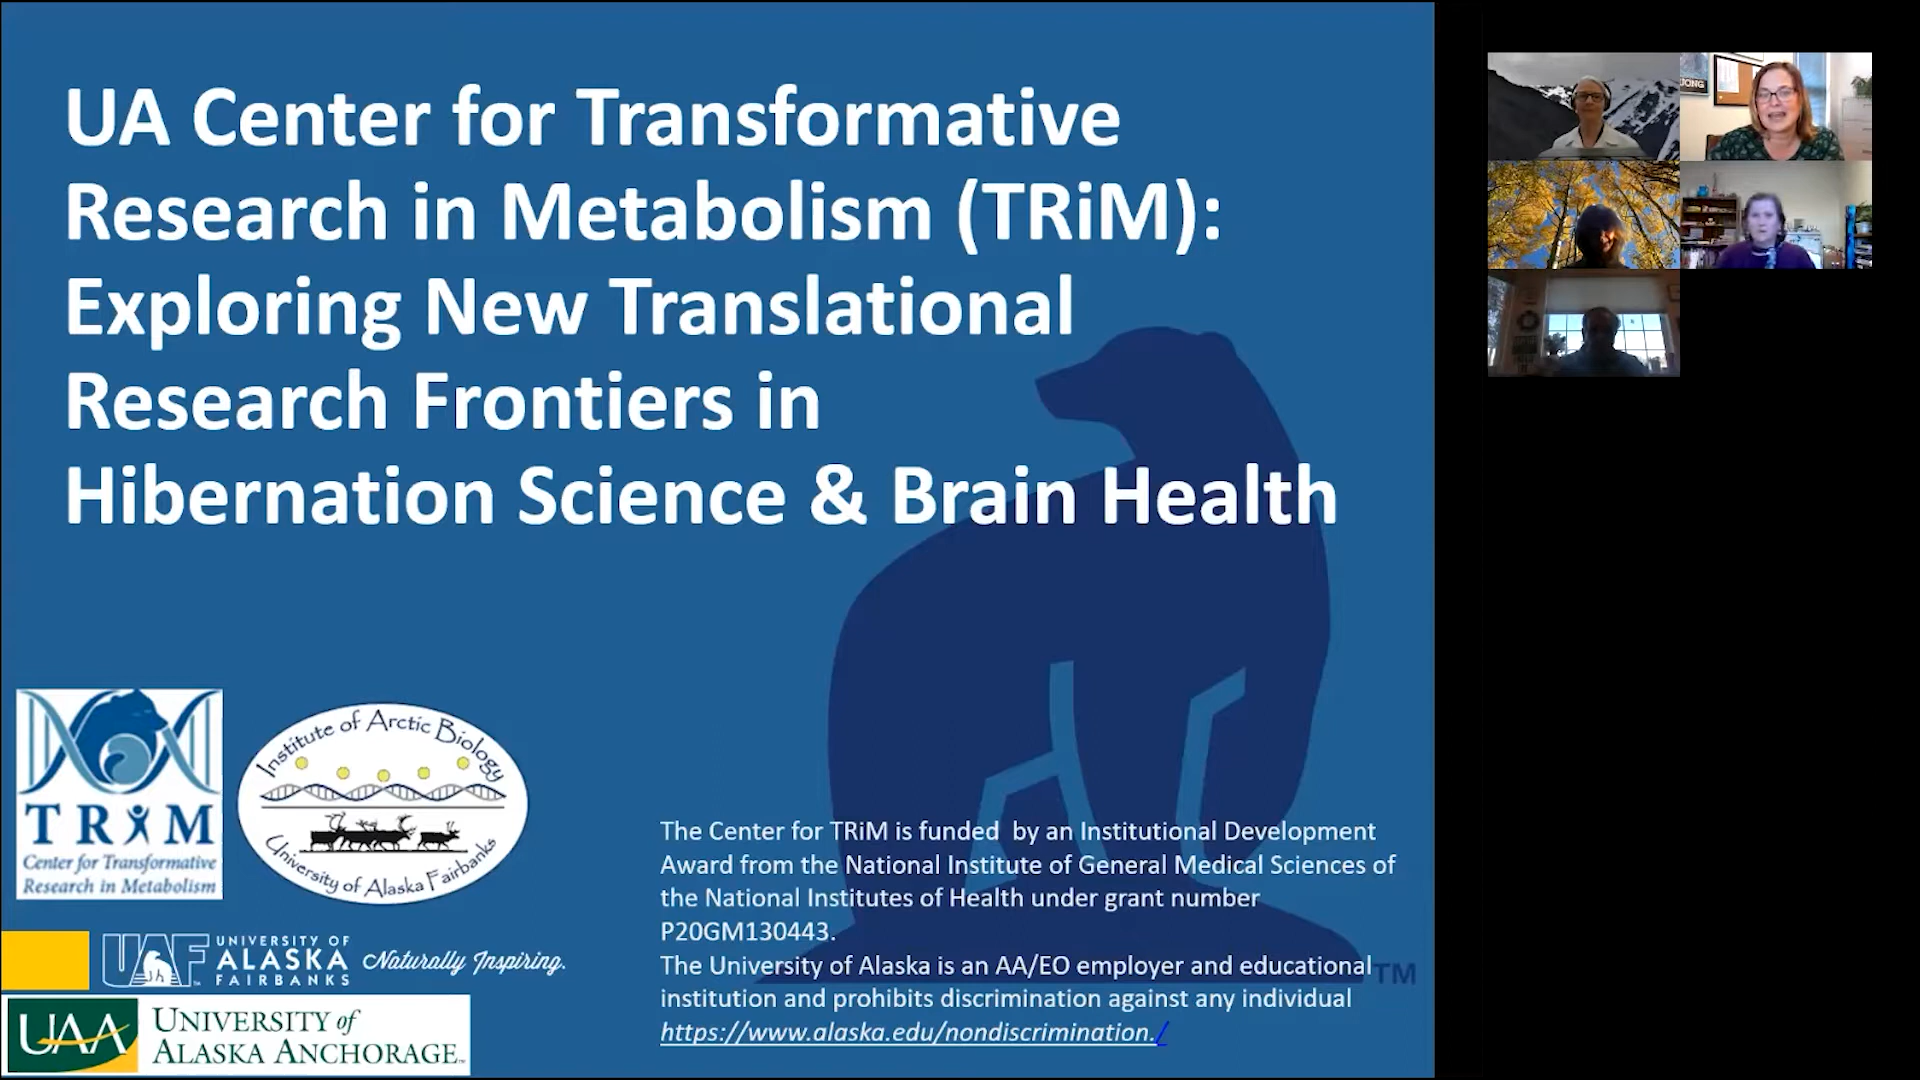 UA Center for Transformative
Research in Metabolism (TRiM):
Exploring New Translational
Research Frontiers in
Hibernation Science & Brain Health
TRiM
Center for Transformative
Research in Metabolism
Institute of Arctic Biology
University of Alaska Fairbanks
UAF UNIVERSITY OF
ALASKA
FAIRBANKS
Naturally Inspiring.
UAA UNIVERSITY of
ALASKA ANCHORAGE
The Center for TRiM is funded by an Institutional Development
Award from the National Institute of General Medical Sciences of
the National Institutes of Health under grant number
P20GM130443.
The University of Alaska is an AA/EO employer and educational
institution and prohibits discrimination against any individual
https://www.alaska.edu/nondiscrimination./
TM